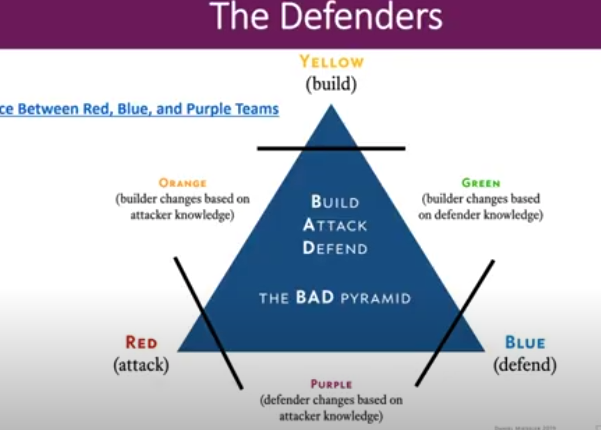 The Defenders
YELLOW
(build)
ce Between Red, Blue, and Purple Teams
ORANGE
(builder changes based on
attacker knowledge)
GREEN
(builder changes based
on defender knowledge)
BUILD
ATTACK
DEFEND
THE BAD PYRAMID
RED
(attack)
BLUE
(defend)
PURPLE
(defender changes based on
attacker knowledge)